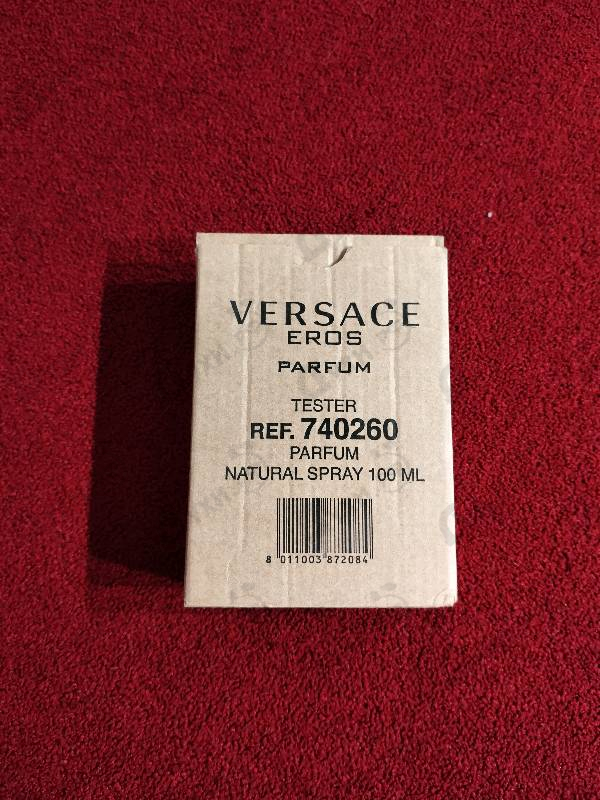 VERSACE
EROS
PARFUM
TESTER
REF. 740260
PARFUM
NATURAL SPRAY 100 ML
8 011003 872084